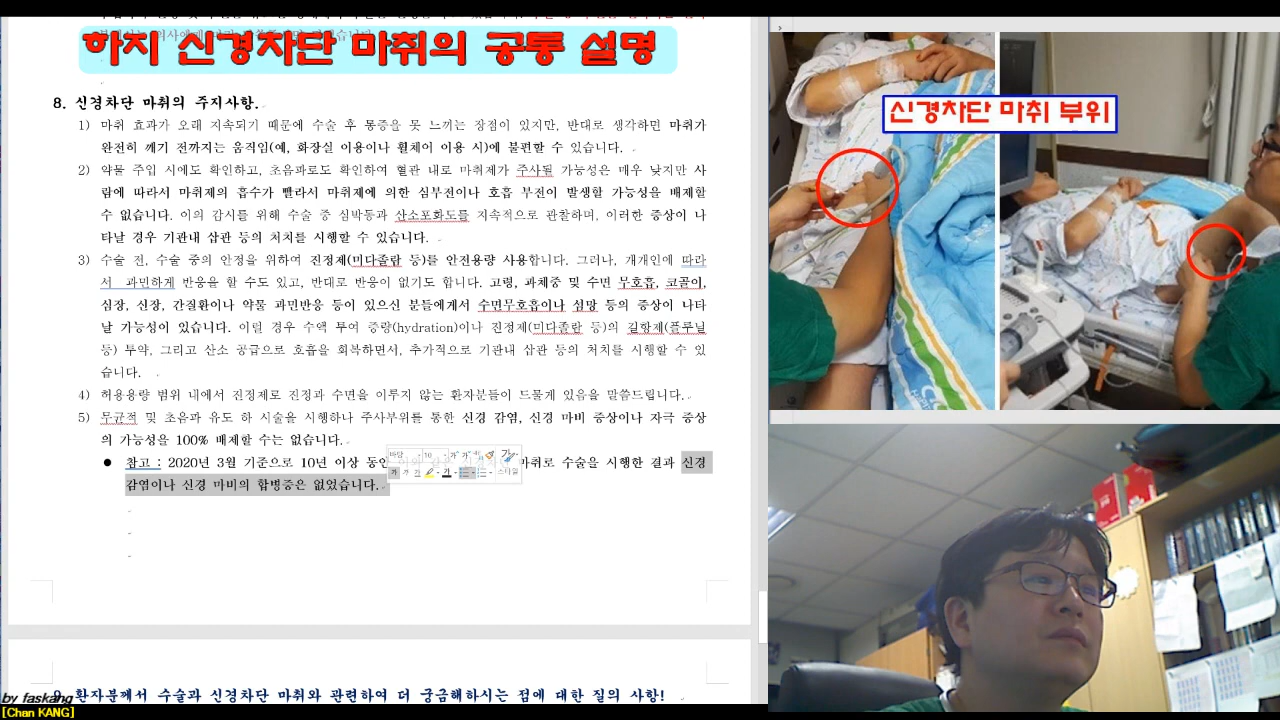 하지 신경차단 마취의 공통 설명
8. 신경차단 마취의 주지사항.
1) 마취 효과가 오래 지속되기 때문에 수술 후 통증을 못 느끼는 장점이 있지만, 반대로 생각하면 마취가
완전히 깨기 전까지는 움직임(예, 화장실 이용이나 휠체어 이용 시)에 불편할 수 있습니다.
2) 약물 주입 시에도 확인하고, 초음파로도 확인하여 혈관 내로 마취제가 주사될 가능성은 매우 낮지만 사
람에 따라서 마취제의 흡수가 빨라서 마취제에 의한 심부전이나 호흡 부전이 발생할 가능성을 배제할
수 없습니다. 이의 감시를 위해 수술 중 심박동과 산소포화도를 지속적으로 관찰하며, 이러한 증상이 나
타날 경우 기관내 삽관 등의 처치를 시행할 수 있습니다.
3) 수술 전, 수술 중의 안정을 위하여 진정제(미다졸람 등)를 안전용량 사용합니다. 그러나, 개개인에 따라
서 과민하게 반응을 할 수도 있고, 반대로 반응이 없기도 합니다. 고령, 과체중 및 수면 무호흡, 코골이,
심장, 신장, 간질환이나 약물 과민반응 등이 있으신 분들에게서 수면무호흡이나 심망 등의 증상이 나타
날 가능성이 있습니다. 이럴 경우 수액 투여 증량(hydration)이나 진정제(미다졸람 등)의 길항제(플루닐
등) 투약, 그리고 산소 공급으로 호흡을 회복하면서, 추가적으로 기관내 삽관 등의 처치를 시행할 수 있
습니다.
4) 허용용량 범위 내에서 진정제로 진정과 수면을 이루지 않는 환자분들이 드물게 있음을 말씀드립니다.
5) 무균적 및 초음파 유도 하 시술을 시행하나 주사부위를 통한 신경 감염, 신경 마비 증상이나 자극 증상
의 가능성을 100% 배제할 수는 없습니다.
● 참고 : 2020년 3월 기준으로 10년 이상 동안 마취로 수술을 시행한 결과 신경
바탕 10 가 가
스타일
감염이나 신경 마비의 합병증은 없었습니다.
9. 환자분께서 수술과 신경차단 마취와 관련하여 더 궁금해하시는 점에 대한 질의 사항!
by faskang
[Chan KANG]
신경차단 마취 부위